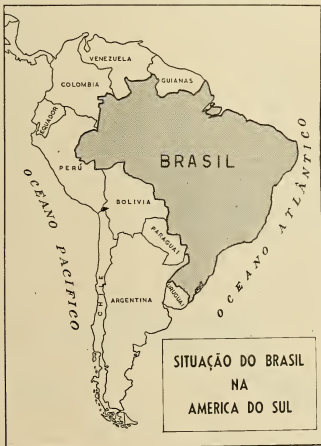 VENEZUELA
COLOMBIA
GUIANAS
EQUADOR
PERÚ
BRASIL
BOLIVIA
PARAGUAI
CHILE
ARGENTINA
URUGUAI
OCEANO PACIFICO
OCEANO ATLÂNTICO
SITUAÇÃO DO BRASIL
NA
AMERICA DO SUL